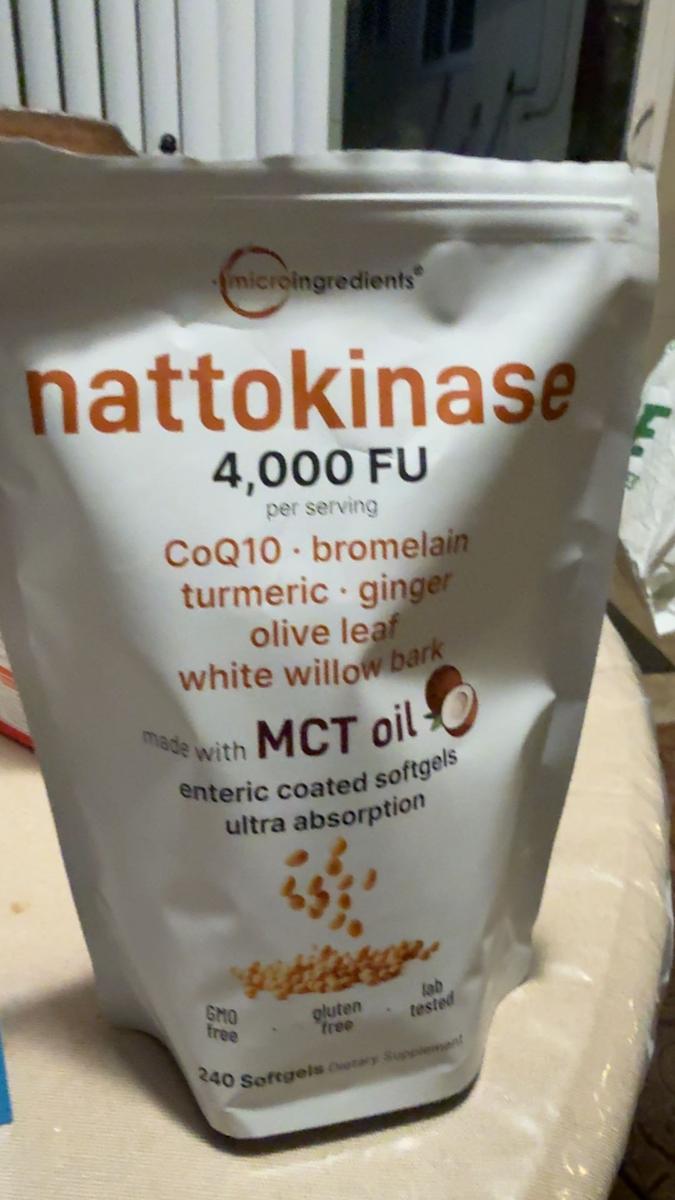 microingredients®
nattokinase
4,000 FU
per serving
CoQ10 · bromelain
turmeric · ginger
olive leaf
white willow bark
made with MCT oil
enteric coated softgels
ultra absorption
GMO free · gluten free · lab tested
240 Softgels Dietary Supplement